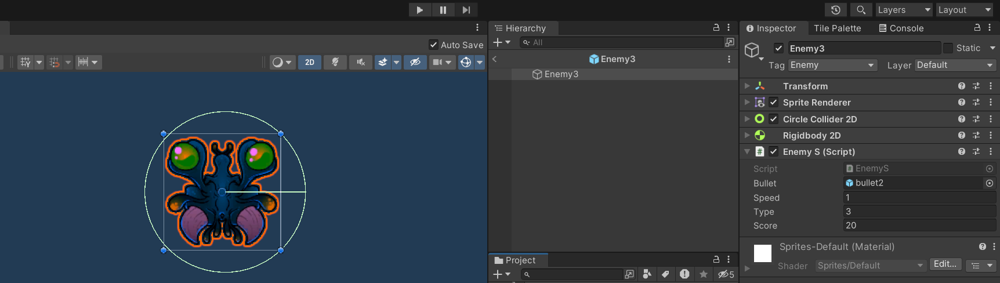 Layers
Layout
Hierarchy
Inspector
Tile Palette
Console
Auto Save
All
Enemy3
Static
2D
Enemy3
Tag
Enemy
Layer
Default
Enemy3
Transform
Sprite Renderer
Circle Collider 2D
Rigidbody 2D
#
Enemy S (Script)
Script
# EnemyS
Bullet
bullet2
Speed
1
Type
3
Score
20
Sprites-Default (Material)
Project
Shader
Sprites/Default
Edit...
5